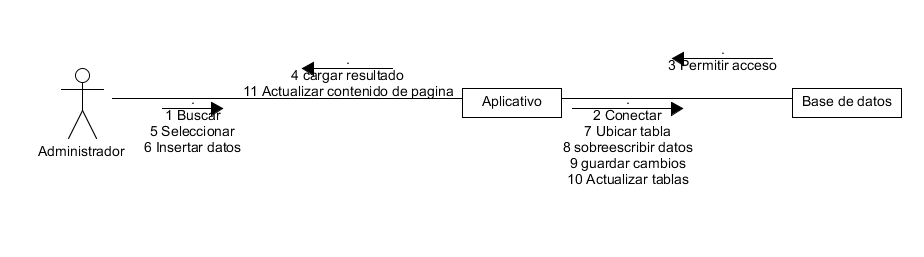 3 Permitir acceso
4 cargar resultado
11 Actualizar contenido de pagina
Aplicativo
Base de datos
1 Buscar
5 Seleccionar
6 Insertar datos
Administrador
2 Conectar
7 Ubicar tabla
8 sobreescribir datos
9 guardar cambios
10 Actualizar tablas